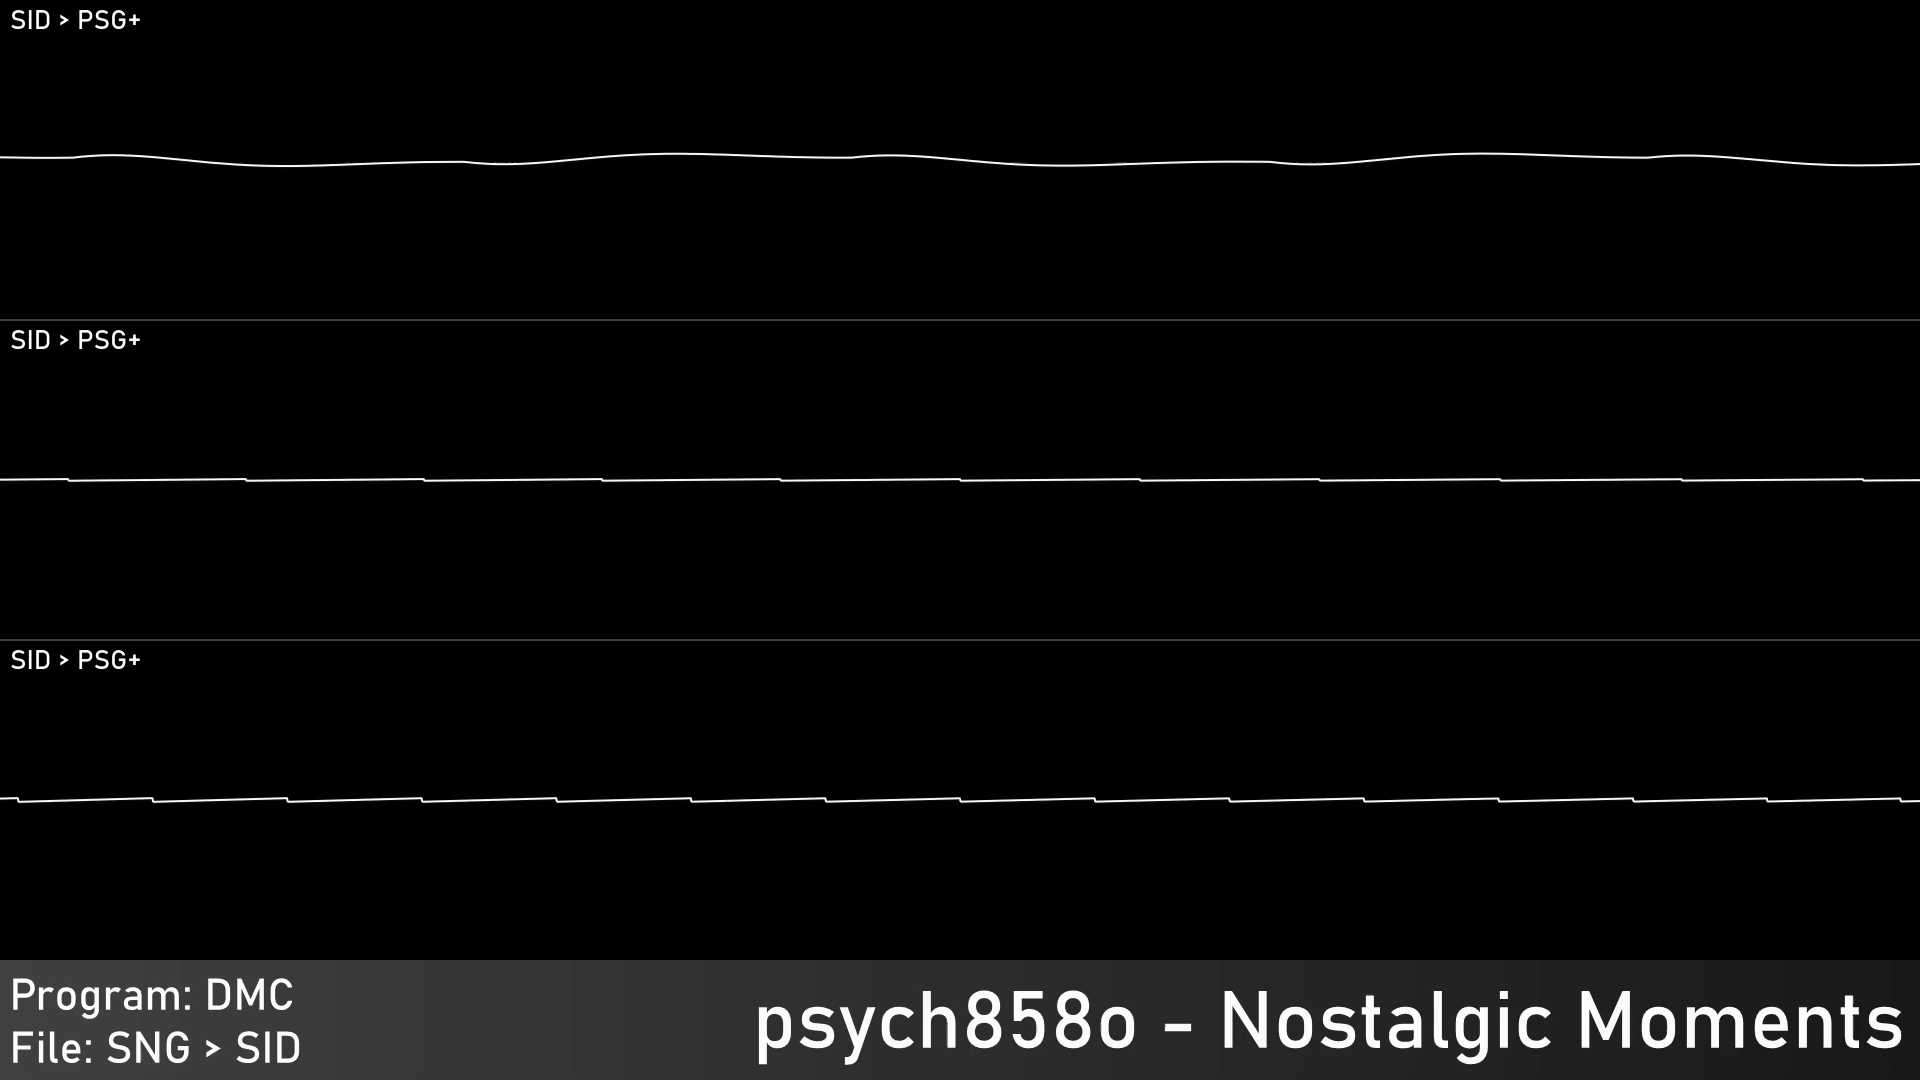 SID > PSG+
SID > PSG+
SID > PSG+
Program: DMC
File: SNG > SID
psych858o - Nostalgic Moments